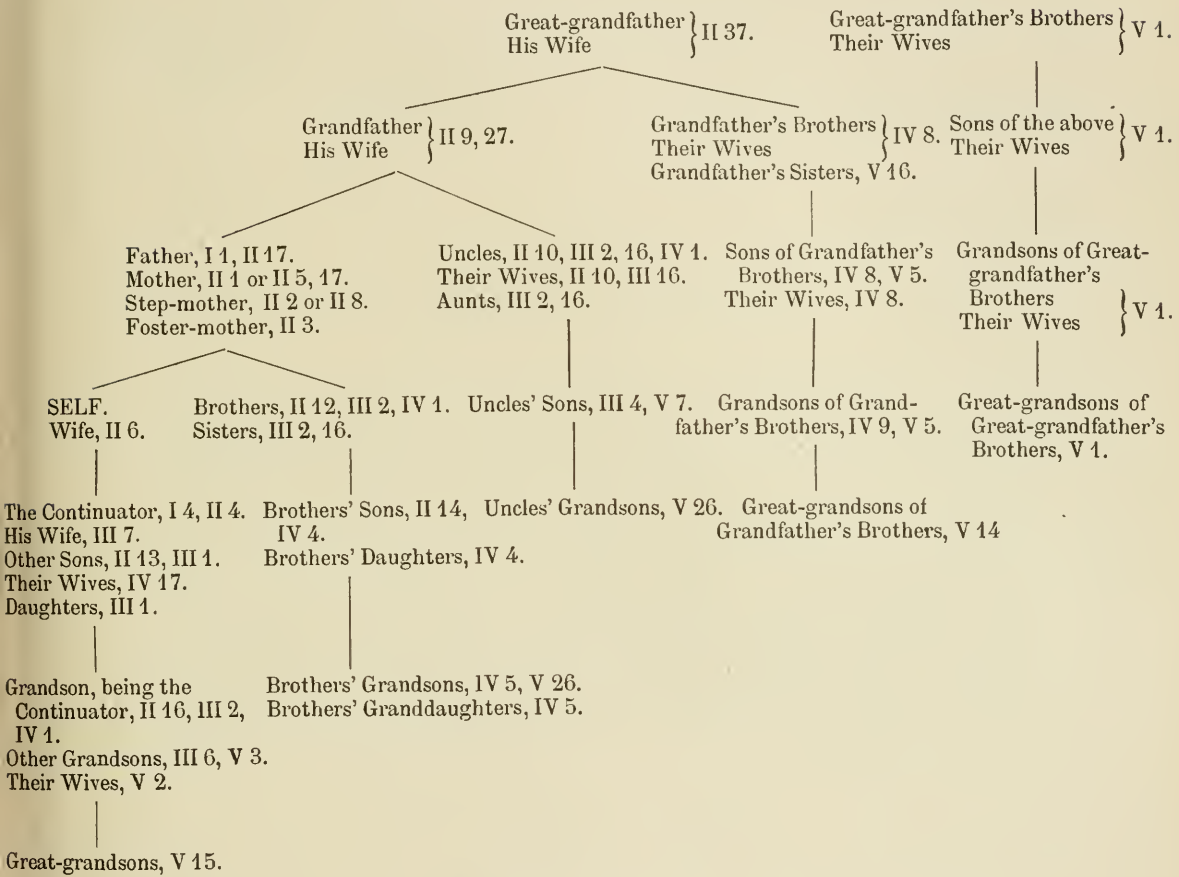 Great-grandfather
His Wife } II 37.
Great-grandfather's Brothers
Their Wives } V 1.
Grandfather
His Wife } II 9, 27.
Grandfather's Brothers
Their Wives } IV 8.
Grandfather's Sisters, V 16.
Sons of the above
Their Wives } V 1.
Father, I 1, II 17.
Mother, II 1 or II 5, 17.
Step-mother, II 2 or II 8.
Foster-mother, II 3.
Uncles, II 10, III 2, 16, IV 1.
Their Wives, II 10, III 16.
Aunts, III 2, 16.
Sons of Grandfather's
Brothers, IV 8, V 5.
Their Wives, IV 8.
Grandsons of Great-
grandfather's
Brothers
Their Wives } V 1.
SELF.
Wife, II 6.
Brothers, II 12, III 2, IV 1.
Sisters, III 2, 16.
Uncles' Sons, III 4, V 7.
Grandsons of Grand-
father's Brothers, IV 9, V 5.
Great-grandsons of
Great-grandfather's
Brothers, V 1.
The Continuator, I 4, II 4.
His Wife, III 7.
Other Sons, II 13, III 1.
Their Wives, IV 17.
Daughters, III 1.
Brothers' Sons, II 14,
IV 4.
Brothers' Daughters, IV 4.
Uncles' Grandsons, V 26.
Great-grandsons of
Grandfather's Brothers, V 14
Grandson, being the
Continuator, II 16, III 2,
IV 1.
Other Grandsons, III 6, V 3.
Their Wives, V 2.
Brothers' Grandsons, IV 5, V 26.
Brothers' Granddaughters, IV 5.
Great-grandsons, V 15.